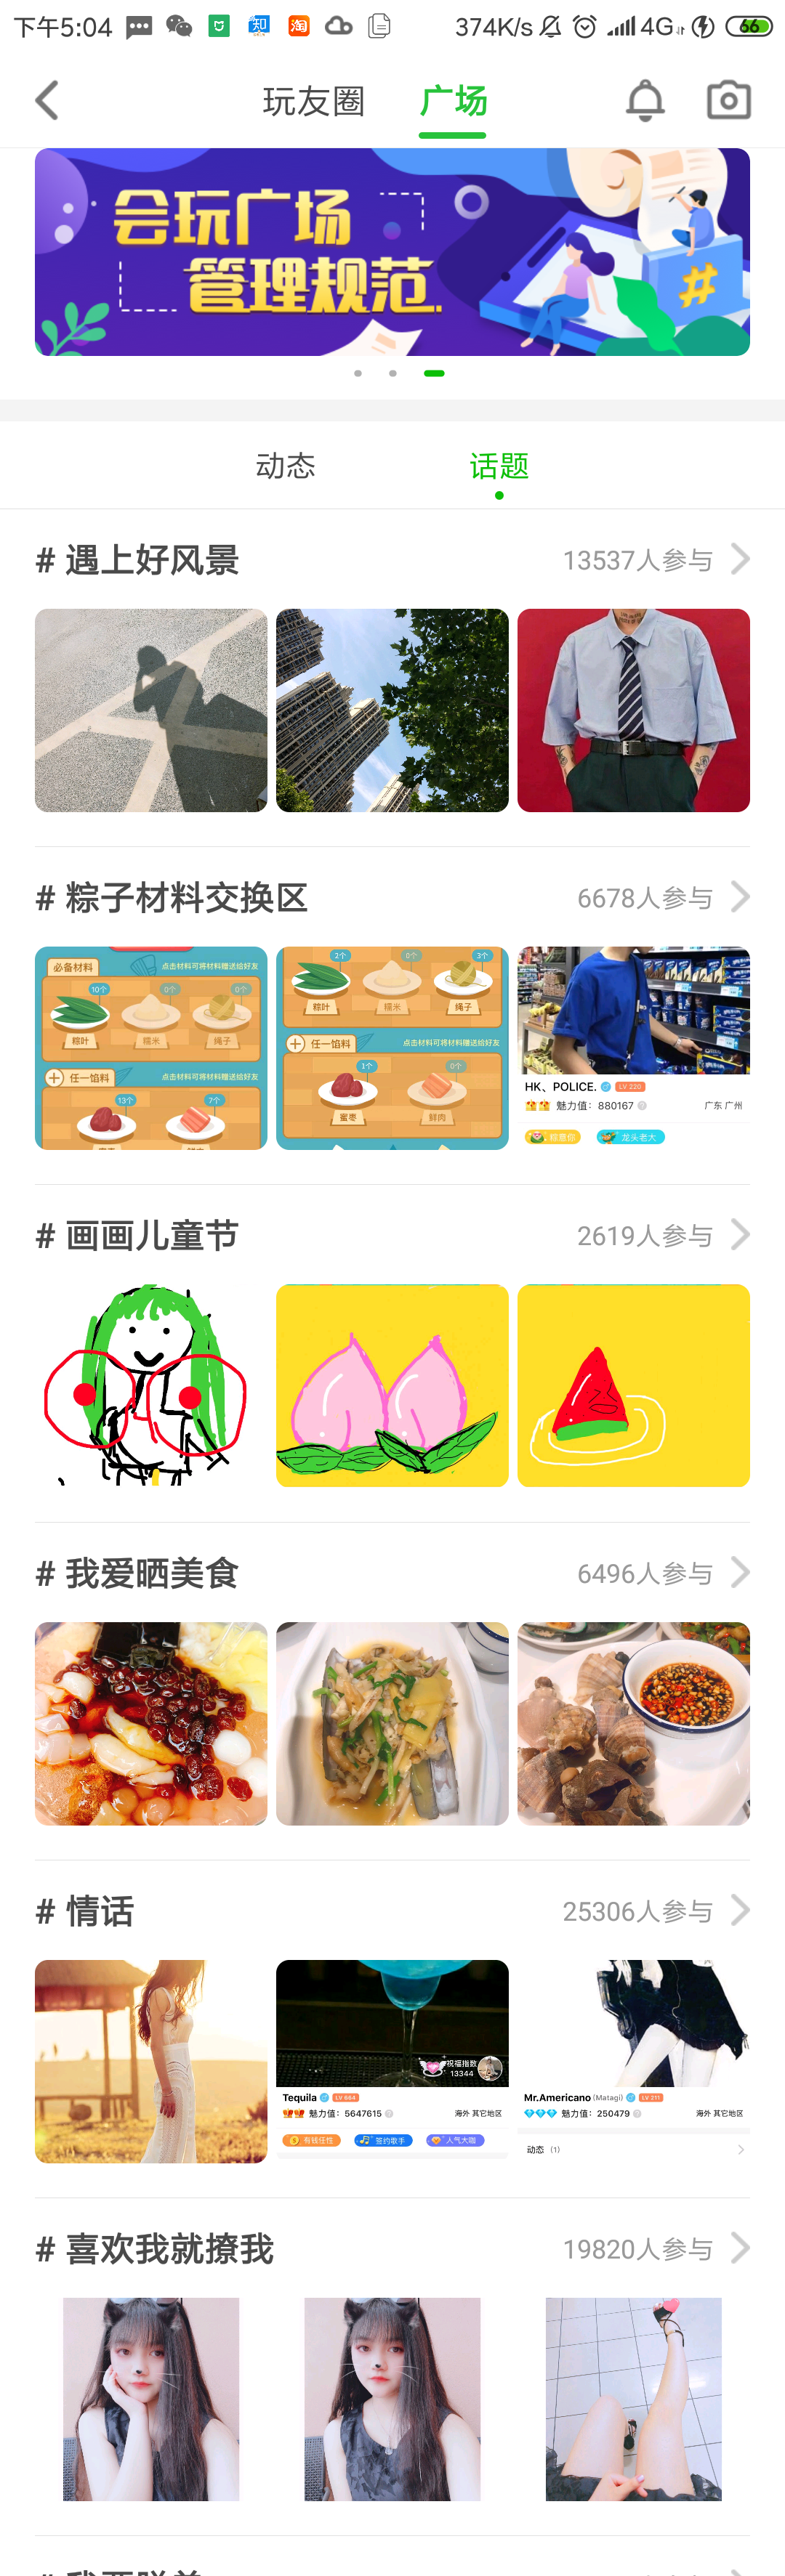 下午5:04 374K/s 4G 66
玩友圈 广场
会玩广场
管理规范
动态 话题
# 遇上好风景 13537人参与
# 粽子材料交换区 6678人参与
必备材料 点击材料可将材料赠送给好友
10个 0个 0个
粽叶 糯米 绳子
任一馅料 点击材料可将材料赠送给好友
13个 7个
2个 0个 3个
粽叶 糯米 绳子
任一馅料 点击材料可将材料赠送给好友
1个 0个
蜜枣 鲜肉
HK、POLICE. LV 220
魅力值: 880167 广东 广州
粽意你 龙头老大
# 画画儿童节 2619人参与
# 我爱晒美食 6496人参与
# 情话 25306人参与
祝福指数
13344
Tequila LV 664
魅力值: 5647615 海外 其它地区
有钱任性 签约歌手 人气大咖
Mr.Americano (Matagi) LV 211
魅力值: 250479 海外 其它地区
动态 (1)
# 喜欢我就撩我 19820人参与